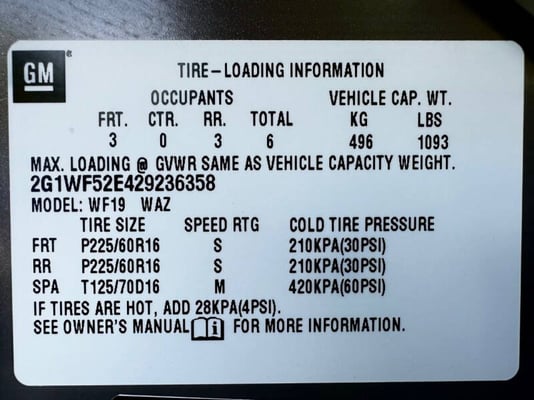 GM®
TIRE-LOADING INFORMATION
OCCUPANTS VEHICLE CAP. WT.
FRT. CTR. RR. TOTAL KG LBS
3 0 3 6 496 1093
MAX. LOADING @ GVWR SAME AS VEHICLE CAPACITY WEIGHT.
2G1WF52E429236358
MODEL: WF19 WAZ
TIRE SIZE SPEED RTG COLD TIRE PRESSURE
FRT P225/60R16 S 210KPA(30PSI)
RR P225/60R16 S 210KPA(30PSI)
SPA T125/70D16 M 420KPA(60PSI)
IF TIRES ARE HOT, ADD 28KPA(4PSI).
SEE OWNER'S MANUAL i FOR MORE INFORMATION.